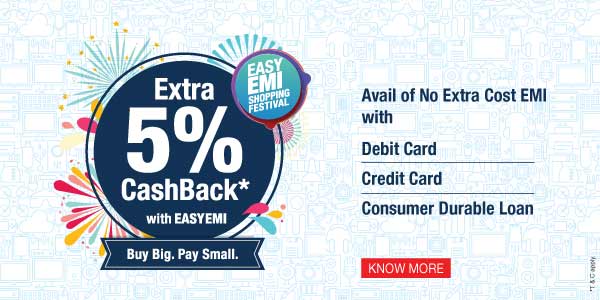 Extra
5%
CashBack*
with EASYEMI
Buy Big. Pay Small.
EASY
EMI
SHOPPING
FESTIVAL
Avail of No Extra Cost EMI
with
Debit Card
Credit Card
Consumer Durable Loan
KNOW MORE
*T & C apply.